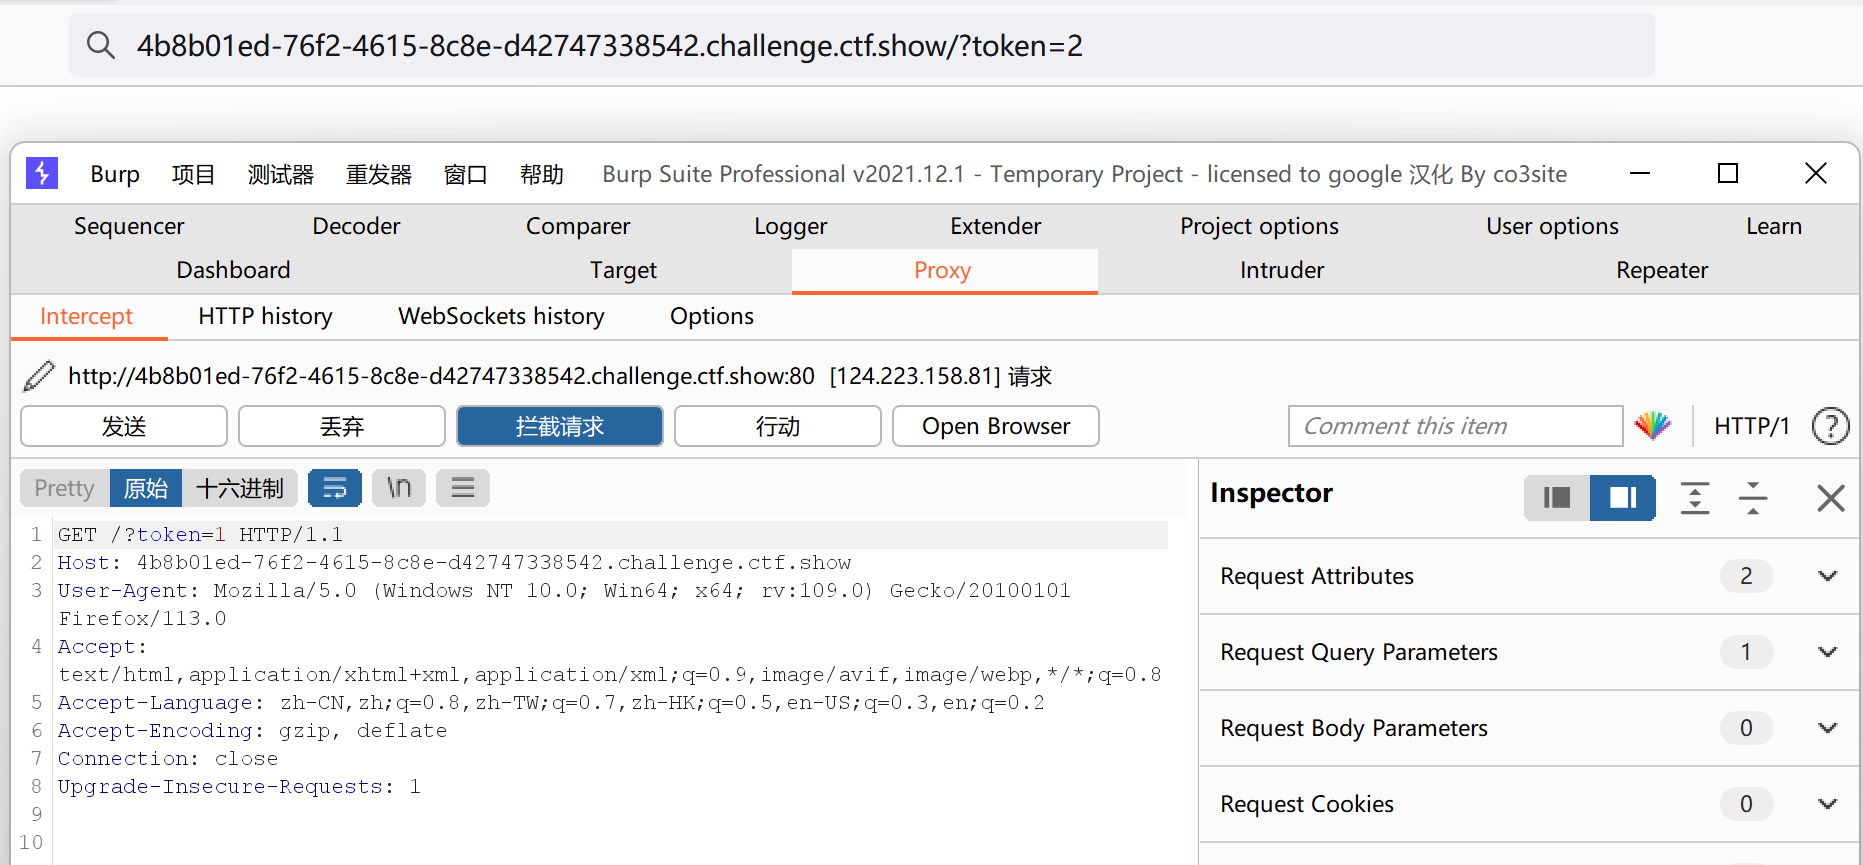 4b8b01ed-76f2-4615-8c8e-d42747338542.challenge.ctf.show/?token=2
Burp 项目 测试器 重发器 窗口 帮助 Burp Suite Professional v2021.12.1 - Temporary Project - licensed to google 汉化 By co3site
Sequencer Decoder Comparer Logger Extender Project options User options Learn
Dashboard Target Proxy Intruder Repeater
Intercept HTTP history WebSockets history Options
http://4b8b01ed-76f2-4615-8c8e-d42747338542.challenge.ctf.show:80 [124.223.158.81] 请求
发送 丢弃 拦截请求 行动 Open Browser Comment this item HTTP/1 ?
Pretty 原始 十六进制 \n
Inspector
1 GET /?token=1 HTTP/1.1
2 Host: 4b8b01ed-76f2-4615-8c8e-d42747338542.challenge.ctf.show
3 User-Agent: Mozilla/5.0 (Windows NT 10.0; Win64; x64; rv:109.0) Gecko/20100101
Firefox/113.0
4 Accept:
text/html,application/xhtml+xml,application/xml;q=0.9,image/avif,image/webp,*/*;q=0.8
5 Accept-Language: zh-CN,zh;q=0.8,zh-TW;q=0.7,zh-HK;q=0.5,en-US;q=0.3,en;q=0.2
6 Accept-Encoding: gzip, deflate
7 Connection: close
8 Upgrade-Insecure-Requests: 1
9
10
Request Attributes 2
Request Query Parameters 1
Request Body Parameters 0
Request Cookies 0